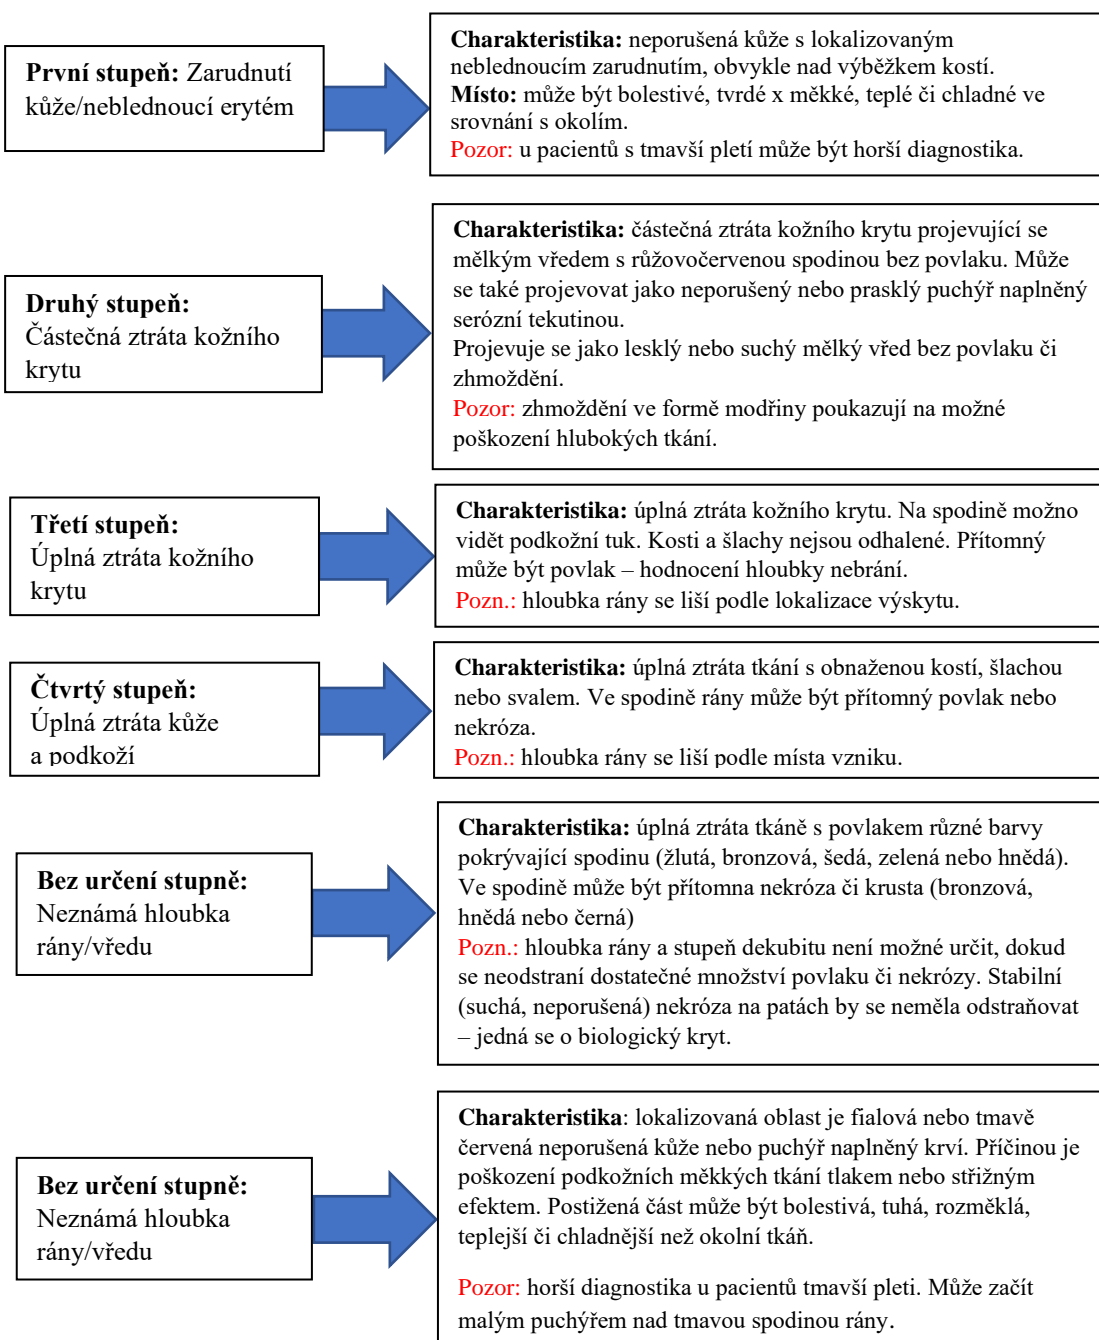 První stupeň: Zarudnutí
kůže/neblednoucí erytém
Charakteristika: neporušená kůže s lokalizovaným
neblednoucím zarudnutím, obvykle nad výběžkem kostí.
Místo: může být bolestivé, tvrdé x měkké, teplé či chladné ve
srovnání s okolím.
Pozor: u pacientů s tmavší pletí může být horší diagnostika.
Druhý stupeň:
Částečná ztráta kožního
krytu
Charakteristika: částečná ztráta kožního krytu projevující se
mělkým vředem s růžovočervenou spodinou bez povlaku. Může
se také projevovat jako neporušený nebo prasklý puchýř naplněný
serózní tekutinou.
Projevuje se jako lesklý nebo suchý mělký vřed bez povlaku či
zhmoždění.
Pozor: zhmoždění ve formě modřiny poukazují na možné
poškození hlubokých tkání.
Třetí stupeň:
Úplná ztráta kožního
krytu
Charakteristika: úplná ztráta kožního krytu. Na spodině možno
vidět podkožní tuk. Kosti a šlachy nejsou odhalené. Přítomný
může být povlak – hodnocení hloubky nebrání.
Pozn.: hloubka rány se liší podle lokalizace výskytu.
Čtvrtý stupeň:
Úplná ztráta kůže
a podkoží
Charakteristika: úplná ztráta tkání s obnaženou kostí, šlachou
nebo svalem. Ve spodině rány může být přítomný povlak nebo
nekróza.
Pozn.: hloubka rány se liší podle místa vzniku.
Bez určení stupně:
Neznámá hloubka
rány/vředu
Charakteristika: úplná ztráta tkáně s povlakem různé barvy
pokrývající spodinu (žlutá, bronzová, šedá, zelená nebo hnědá).
Ve spodině může být přítomna nekróza či krusta (bronzová,
hnědá nebo černá)
Pozn.: hloubka rány a stupeň dekubitu není možné určit, dokud
se neodstraní dostatečné množství povlaku či nekrózy. Stabilní
(suchá, neporušená) nekróza na patách by se neměla odstraňovat
– jedná se o biologický kryt.
Bez určení stupně:
Neznámá hloubka
rány/vředu
Charakteristika: lokalizovaná oblast je fialová nebo tmavě
červená neporušená kůže nebo puchýř naplněný krví. Příčinou je
poškození podkožních měkkých tkání tlakem nebo střižným
efektem. Postižená část může být bolestivá, tuhá, rozměklá,
teplejší či chladnější než okolní tkáň.
Pozor: horší diagnostika u pacientů tmavší pleti. Může začít
malým puchýřem nad tmavou spodinou rány.